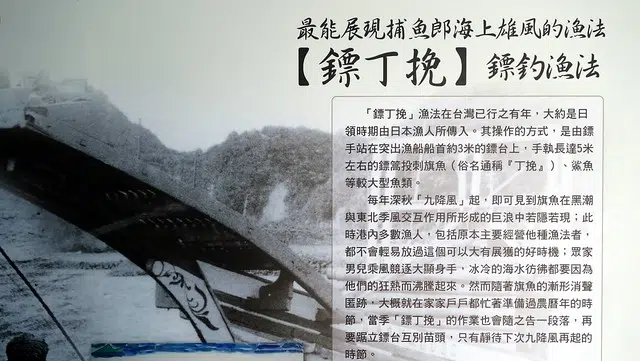 最能展現捕魚郎海上雄風的漁法
【鏢丁挽】鏢釣漁法
「鏢丁挽」漁法在台灣已行之有年，大約是日
領時期由日本漁人所傳入。其操作的方式，是由鏢
手站在突出漁船船首約3米的鏢台上，手執長達5米
左右的鏢篙投刺旗魚（俗名通稱『丁挽』）、鯊魚
等較大型魚類。
每年深秋「九降風」起，即可見到旗魚在黑潮
與東北季風交互作用所形成的巨浪中若隱若現；此
時港內多數漁人，包括原本主要經營他種漁法者，
都不會輕易放過這個可以大有展獲的好時機；眾家
男兒乘風競逐大顯身手，冰冷的海水彷彿都要因為
他們的狂熱而沸騰起來。然而隨著旗魚的漸形消聲
匿跡，大概就在家家戶戶都忙著準備過農曆年的時
節，當季「鏢丁挽」的作業也會隨之告一段落，再
要踞立鏢台互別苗頭，只有靜待下次九降風再起的
時節。